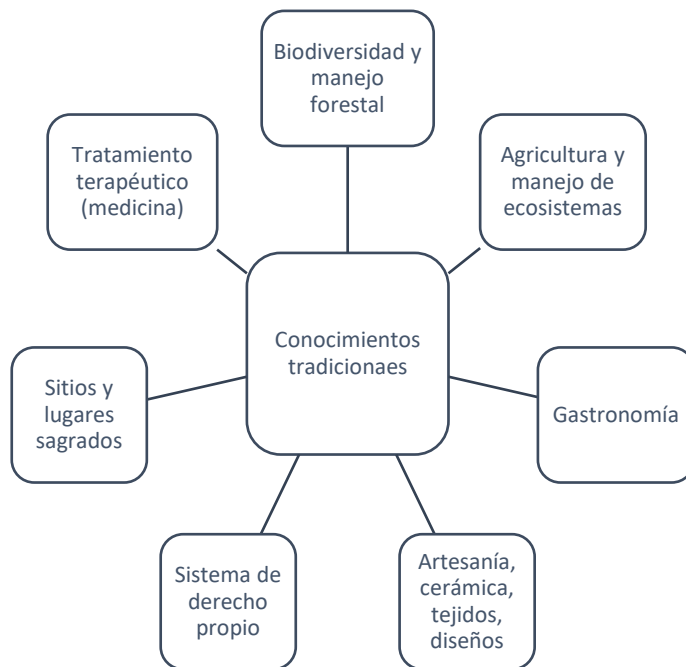 Biodiversidad y
manejo
forestal
Tratamiento
terapéutico
(medicina)
Agricultura y
manejo de
ecosistemas
Conocimientos
tradicionaes
Sitios y
lugares
sagrados
Gastronomía
Sistema de
derecho
propio
Artesanía,
cerámica,
tejidos,
diseños